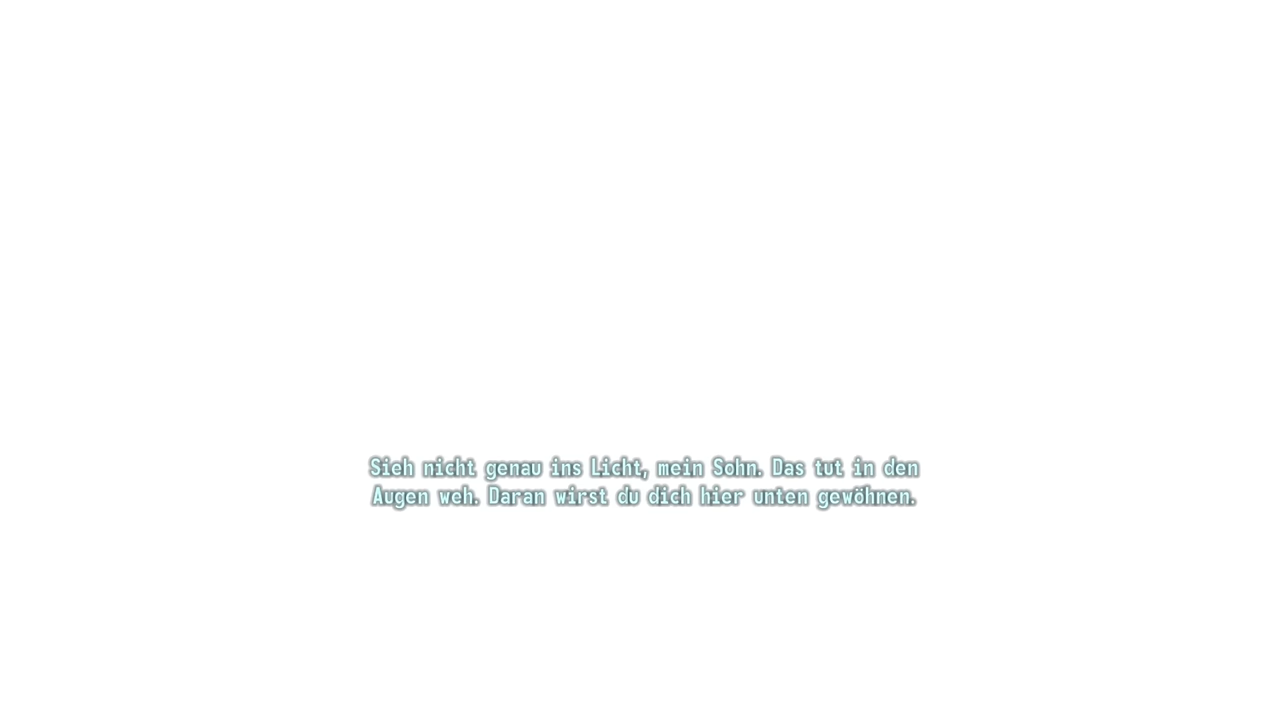 Sieh nicht genau ins Licht, mein Sohn. Das tut in den
Augen weh. Daran wirst du dich hier unten gewöhnen.